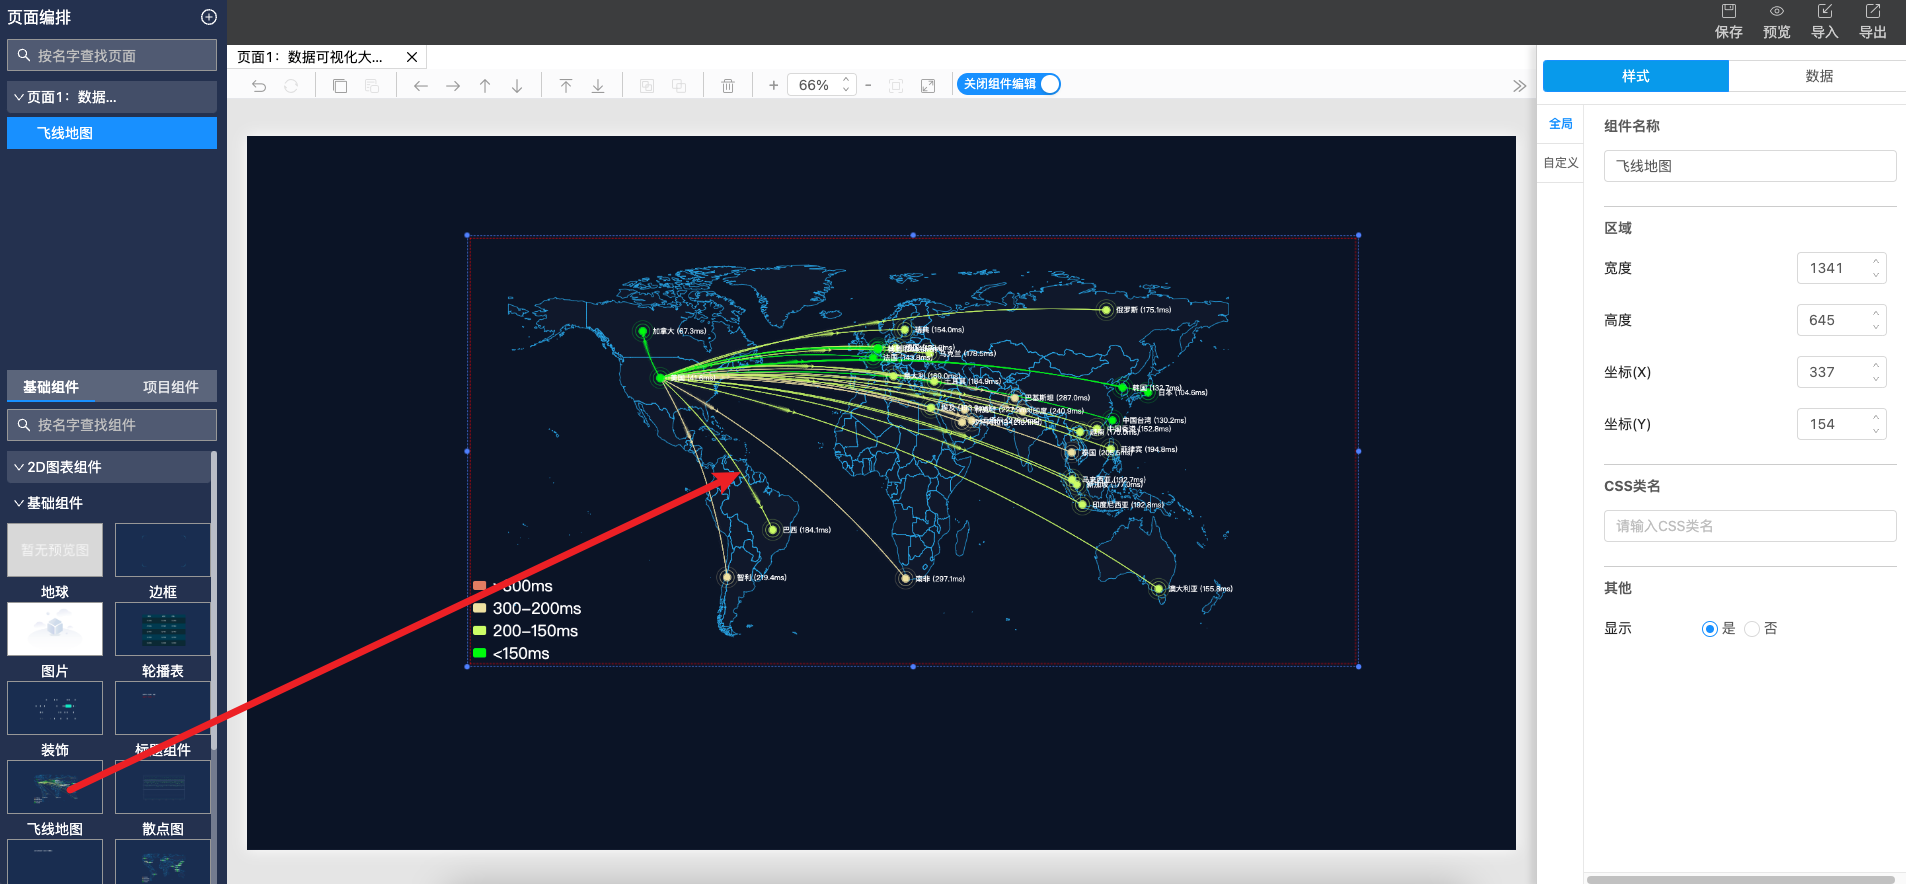 页面编排
保存
预览
导入
导出
按名字查找页面
页面1：数据...
飞线地图
页面1：数据可视化大...
66%
关闭组件编辑
样式
数据
全局
自定义
组件名称
飞线地图
区域
宽度
1341
高度
645
坐标(X)
337
坐标(Y)
154
CSS类名
请输入CSS类名
其他
显示
是
否
俄罗斯 (175.1ms)
加拿大 (67.3ms)
瑞典 (154.0ms)
乌克兰 (178.5ms)
韩国 (132.7ms)
日本 (104.6ms)
巴基斯坦 (287.0ms)
中国台湾 (130.2ms)
菲律宾 (194.8ms)
印度尼西亚 (192.8ms)
巴西 (184.1ms)
智利 (219.4ms)
南非 (297.1ms)
澳大利亚 (155.8ms)
300-200ms
200-150ms
<150ms
基础组件
项目组件
按名字查找组件
2D图表组件
基础组件
暂无预览图
地球
边框
图片
轮播表
装饰
标题组件
飞线地图
散点图